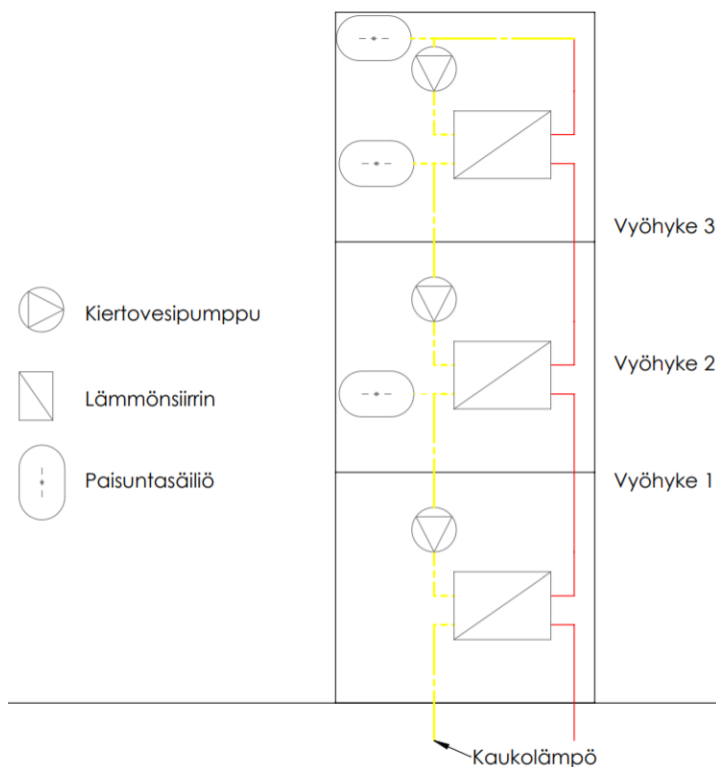 Vyöhyke 3
Kiertovesipumppu
Vyöhyke 2
Lämmönsiirrin
Paisuntasäiliö
Vyöhyke 1
Kaukolämpö